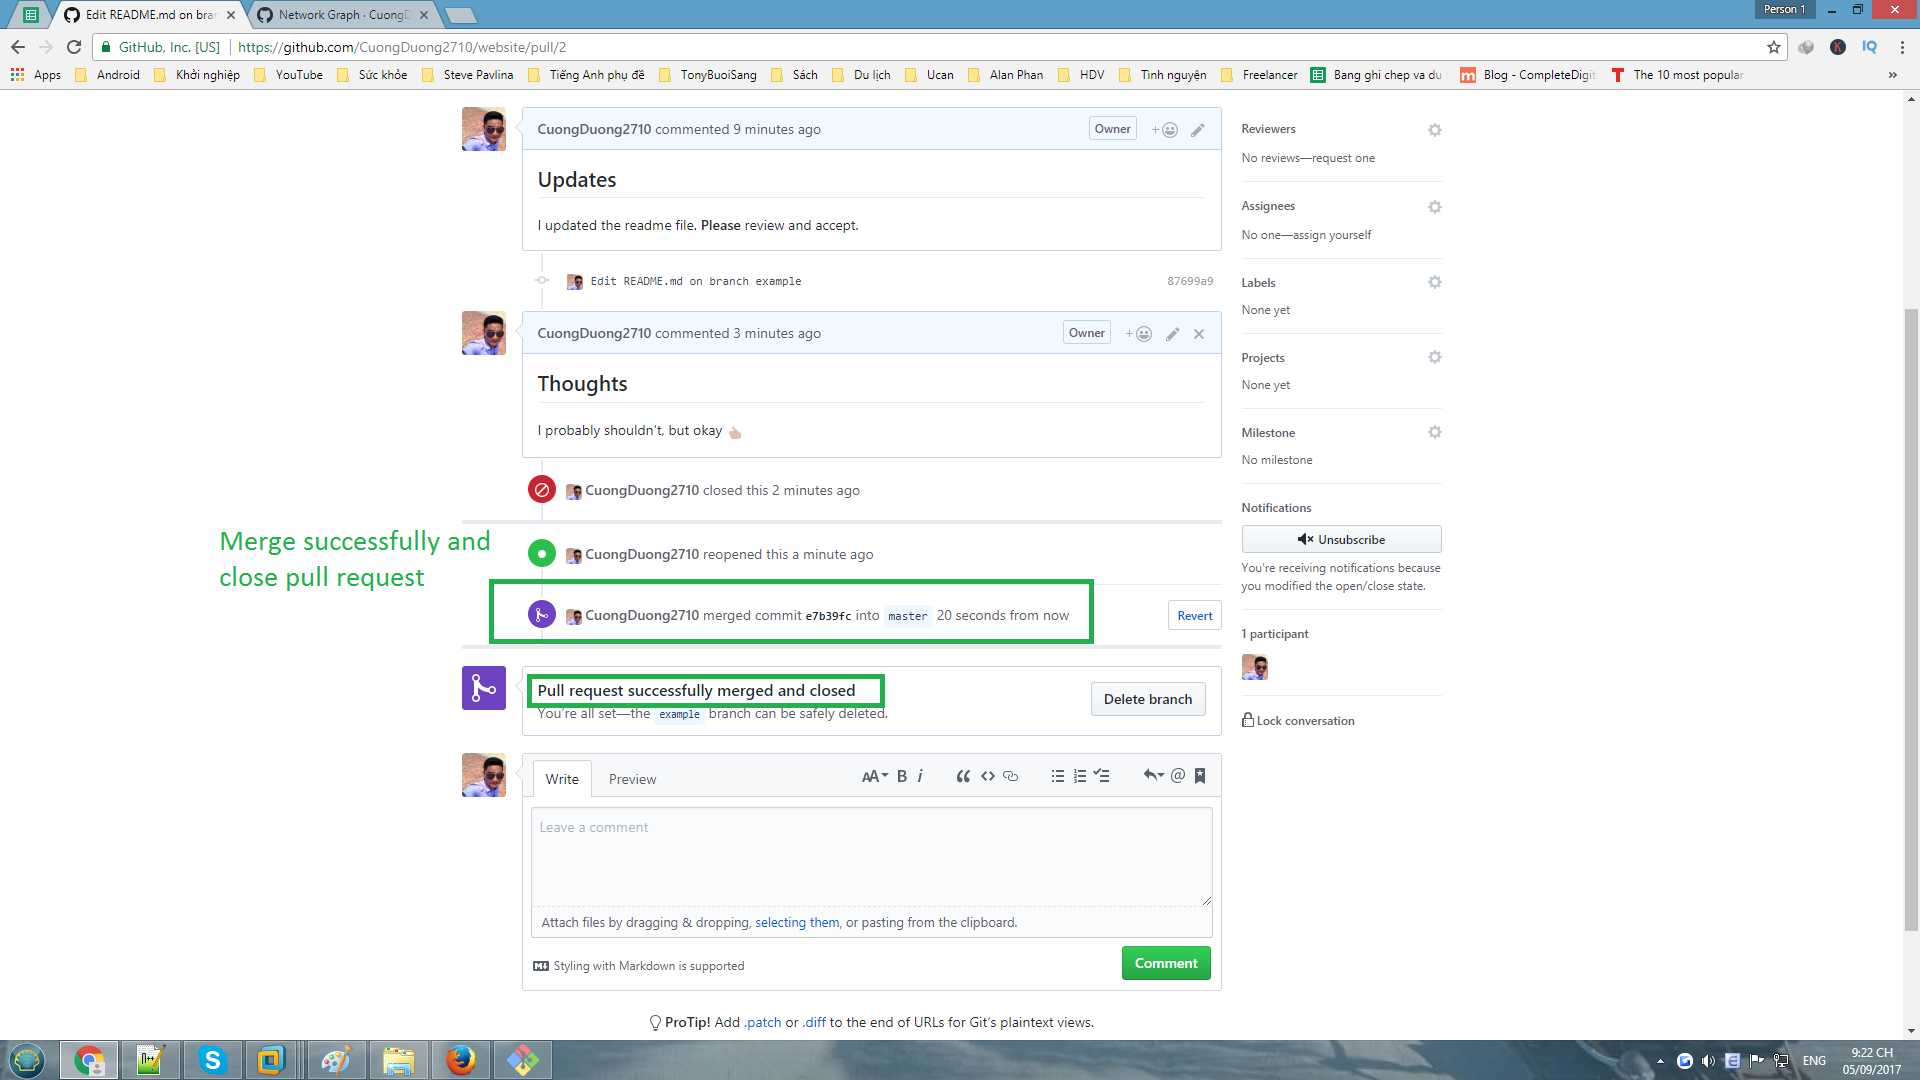 Edit README.md on bran
Network Graph · CuongD
Person 1
GitHub, Inc. [US]
https://github.com/CuongDuong2710/website/pull/2
Apps
Android
Khởi nghiệp
YouTube
Sức khỏe
Steve Pavlina
Tiếng Anh phụ đề
TonyBuoiSang
Sách
Du lịch
Ucan
Alan Phan
HDV
Tình nguyện
Freelancer
Bang ghi chep va du
Blog - CompleteDigit
The 10 most popular
»
CuongDuong2710 commented 9 minutes ago
Owner
Updates
I updated the readme file. Please review and accept.
Edit README.md on branch example
87699a9
CuongDuong2710 commented 3 minutes ago
Owner
Thoughts
I probably shouldn't, but okay
CuongDuong2710 closed this 2 minutes ago
Merge successfully and
close pull request
CuongDuong2710 reopened this a minute ago
CuongDuong2710 merged commit e7b39fc into master 20 seconds from now
Revert
Pull request successfully merged and closed
You're all set—the example branch can be safely deleted.
Delete branch
Write
Preview
AA B i
Leave a comment
Attach files by dragging & dropping, selecting them, or pasting from the clipboard.
Styling with Markdown is supported
Comment
ProTip! Add .patch or .diff to the end of URLs for Git's plaintext views.
Reviewers
No reviews—request one
Assignees
No one—assign yourself
Labels
None yet
Projects
None yet
Milestone
No milestone
Notifications
Unsubscribe
You're receiving notifications because
you modified the open/close state.
1 participant
Lock conversation
ENG
9:22 CH
05/09/2017